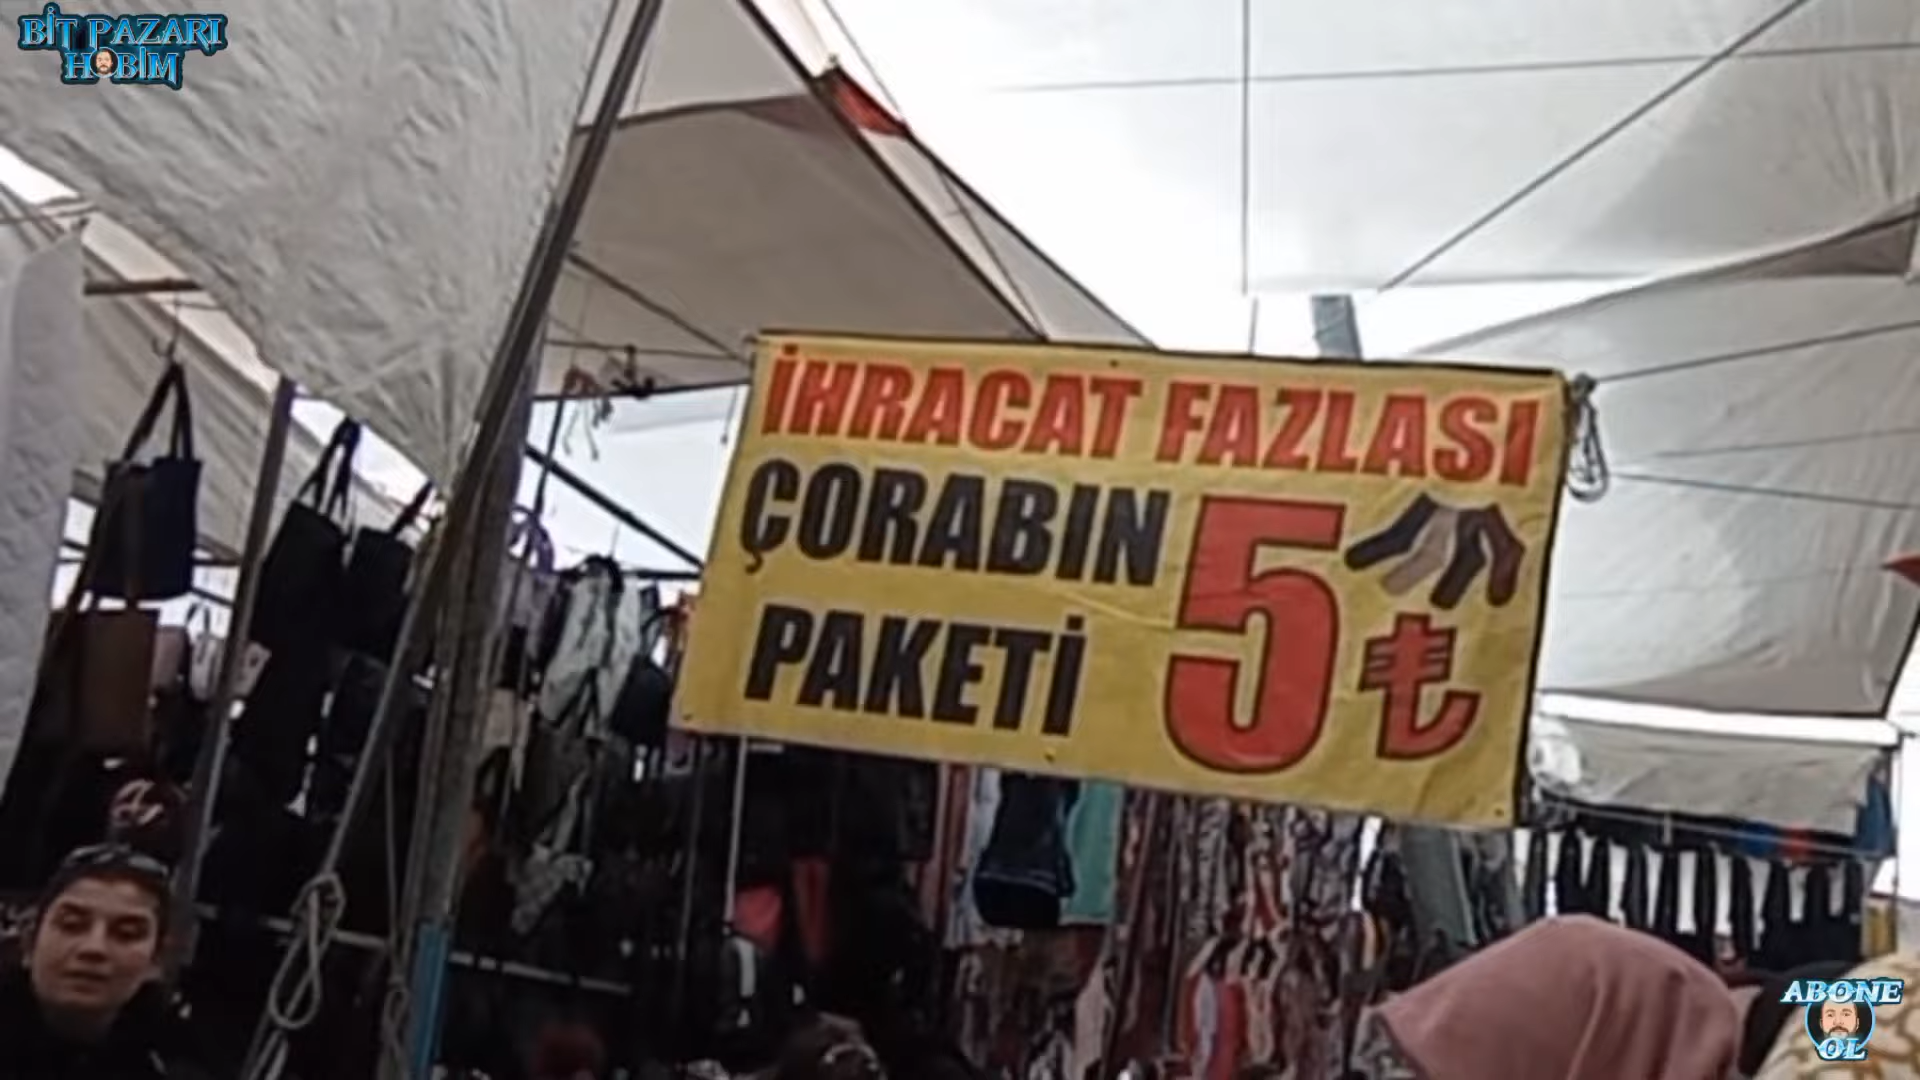 BİT PAZARI
HOBİM
İHRACAT FAZLASI
ÇORABIN
PAKETİ
5₺
ABONE
OL